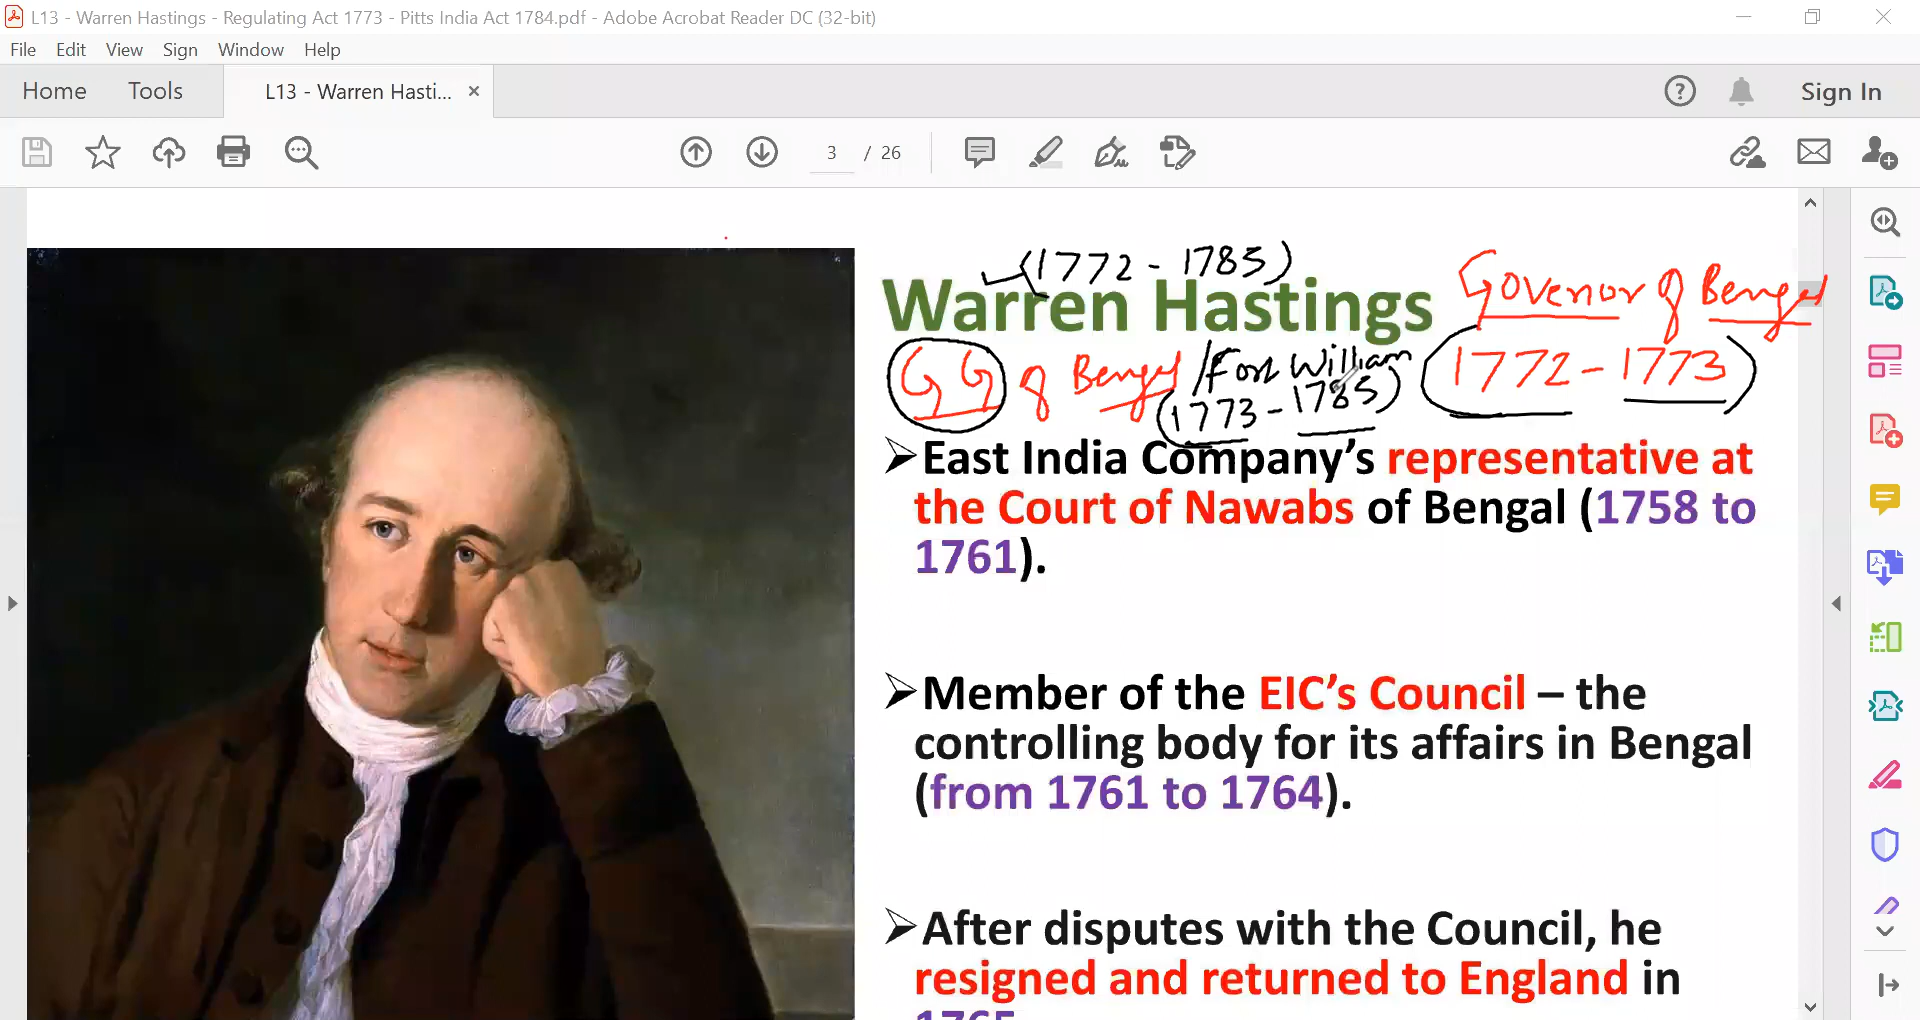 L13 - Warren Hastings - Regulating Act 1773 - Pitts India Act 1784.pdf - Adobe Acrobat Reader DC (32-bit)
File Edit View Sign Window Help
Home Tools L13 - Warren Hasti... × Sign In
3 / 26
(1772 - 1785)
Warren Hastings
Governor of Bengal
1772 - 1773
GG of Bengal / Fort William
(1773 - 1785)
➢East India Company’s representative at
the Court of Nawabs of Bengal (1758 to
1761).
➢Member of the EIC’s Council – the
controlling body for its affairs in Bengal
(from 1761 to 1764).
➢After disputes with the Council, he
resigned and returned to England in
1765